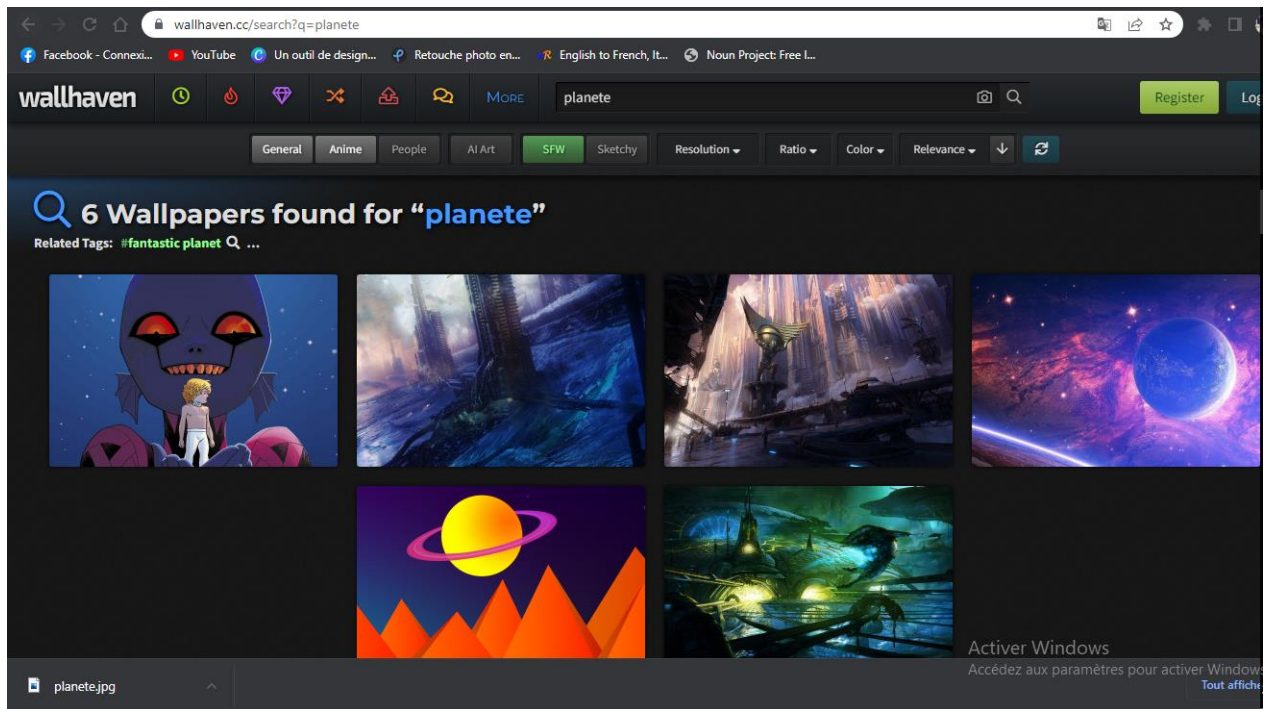 wallhaven.cc/search?q=planete
Facebook - Connexi... YouTube Un outil de design... Retouche photo en... English to French, It... Noun Project: Free I...
wallhaven More planete Register Log
General Anime People AI Art SFW Sketchy Resolution Ratio Color Relevance
6 Wallpapers found for “planete”
Related Tags: #fantastic planet ...
Activer Windows
Accédez aux paramètres pour activer Windows
planete.jpg
Tout affiche